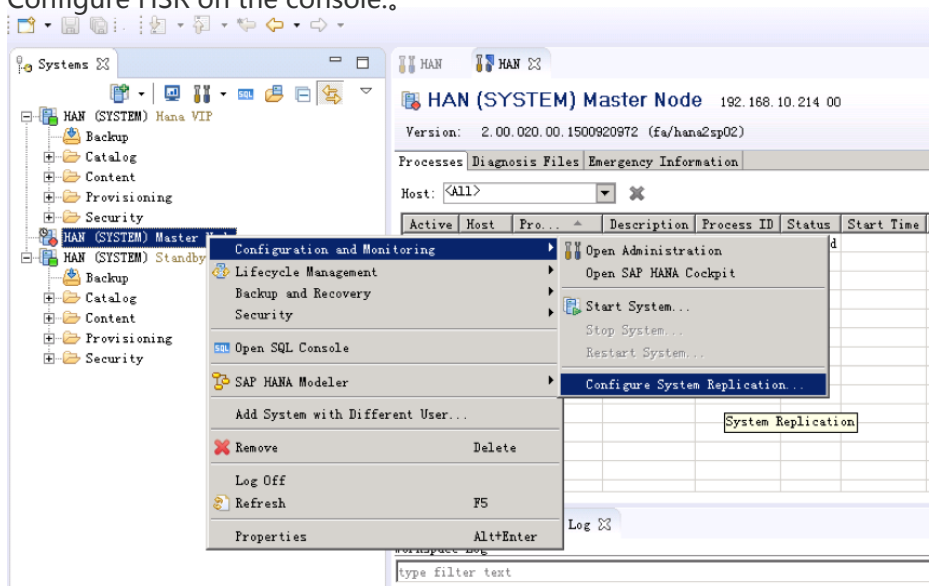 Configure HSR on the console.。
Systems
HAN (SYSTEM) Hana VIP
Backup
Catalog
Content
Provisioning
Security
HAN (SYSTEM) Master
HAN (SYSTEM) Standby
Backup
Catalog
Content
Provisioning
Security
Configuration and Monitoring
Lifecycle Management
Backup and Recovery
Security
SQL Open SQL Console
SAP HANA Modeler
Add System with Different User...
Remove Delete
Log Off
Refresh F5
Properties Alt+Enter
Open Administration
Open SAP HANA Cockpit
Start System...
Stop System...
Restart System...
Configure System Replication...
System Replication
HAN HAN
HAN (SYSTEM) Master Node 192.168.10.214 00
Version: 2.00.020.00.1500920972 (fa/hana2sp02)
Processes Diagnosis Files Emergency Information
Host: <All>
Active Host Pro... Description Process ID Status Start Time
Log
type filter text